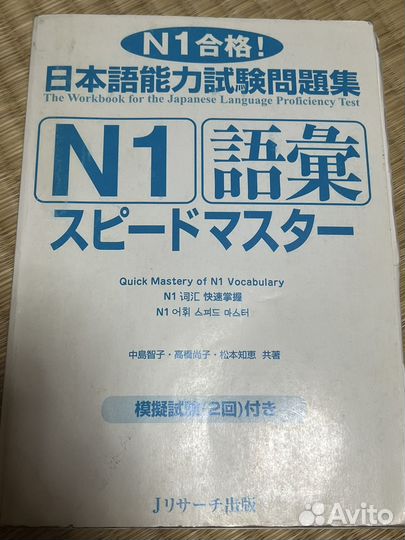 N1合格!
日本語能力試験問題集
The Workbook for the Japanese Language Proficiency Test
N1 語彙
スピードマスター
Quick Mastery of N1 Vocabulary
N1 词汇 快速掌握
N1 어휘 스피드 마스터
中島智子・高橋尚子・松本知恵 共著
模擬試験(2回)付き
Jリサーチ出版
Avito